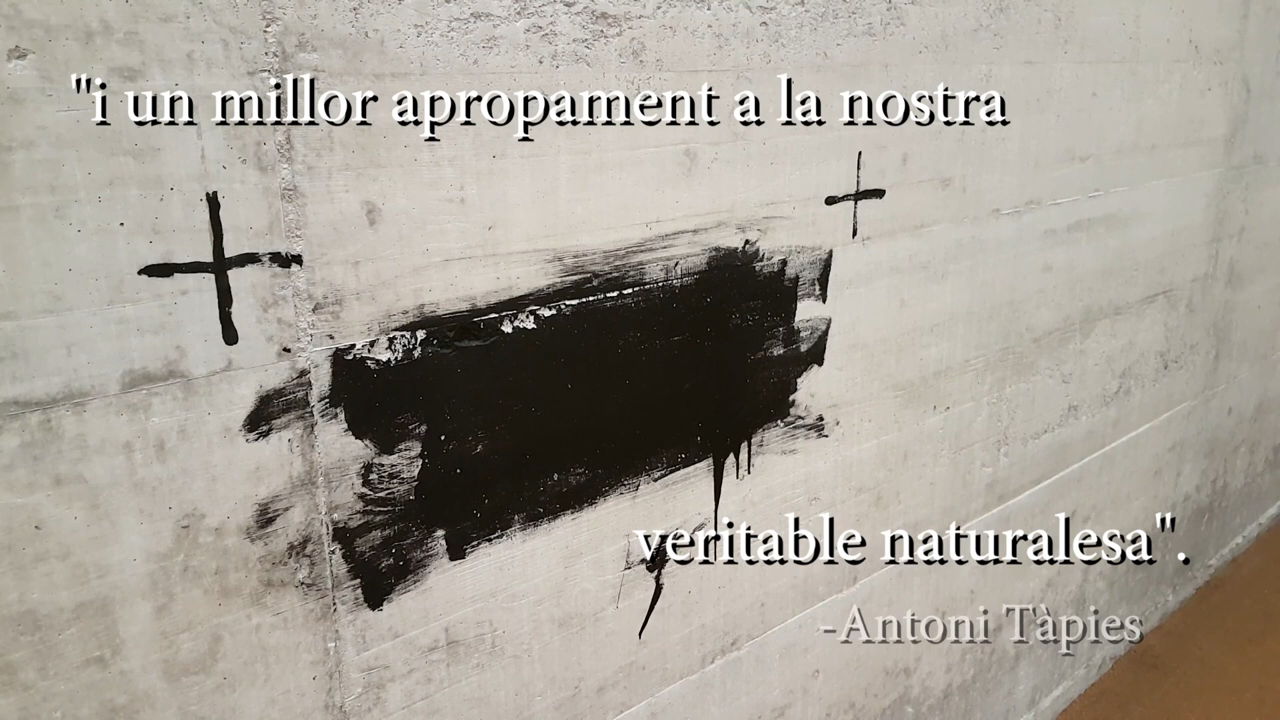 "i un millor apropament a la nostra
veritable naturalesa".
-Antoni Tàpies